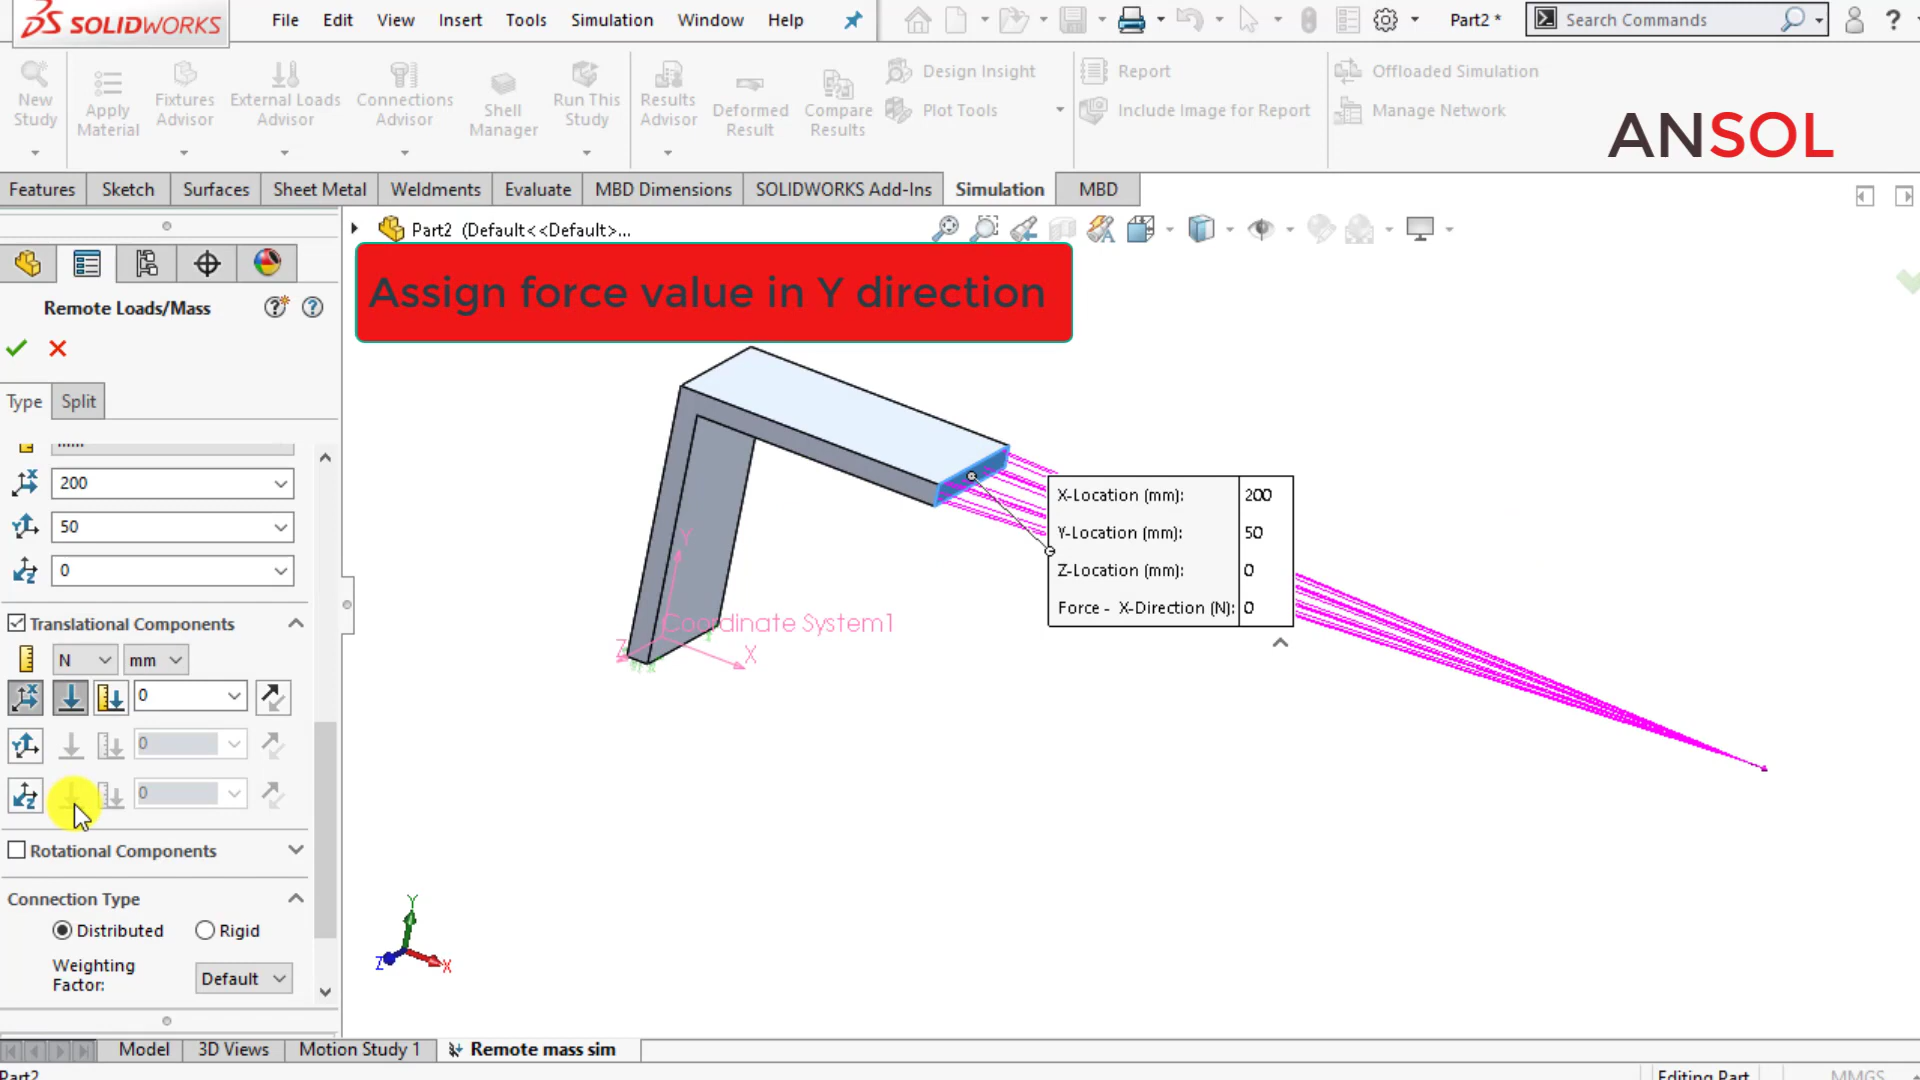 SOLIDWORKS File Edit View Insert Tools Simulation Window Help Part2 * Search Commands ?
New Study
Apply Material
Fixtures Advisor
External Loads Advisor
Connections Advisor
Shell Manager
Run This Study
Results Advisor
Deformed Result
Compare Results
Design Insight
Plot Tools
Report
Include Image for Report
Offloaded Simulation
Manage Network
ANSOL
Features Sketch Surfaces Sheet Metal Weldments Evaluate MBD Dimensions SOLIDWORKS Add-Ins Simulation MBD
Part2 (Default<<Default>...
Assign force value in Y direction
Remote Loads/Mass
Type Split
200
50
0
Translational Components
N mm
0
0
0
Rotational Components
Connection Type
Distributed Rigid
Weighting Factor: Default
X-Location (mm): 200
Y-Location (mm): 50
Z-Location (mm): 0
Force - X-Direction (N): 0
Y
Coordinate System1
Z X
Y
Z X
Model 3D Views Motion Study 1 Remote mass sim
Part2 Editing Part MMGS